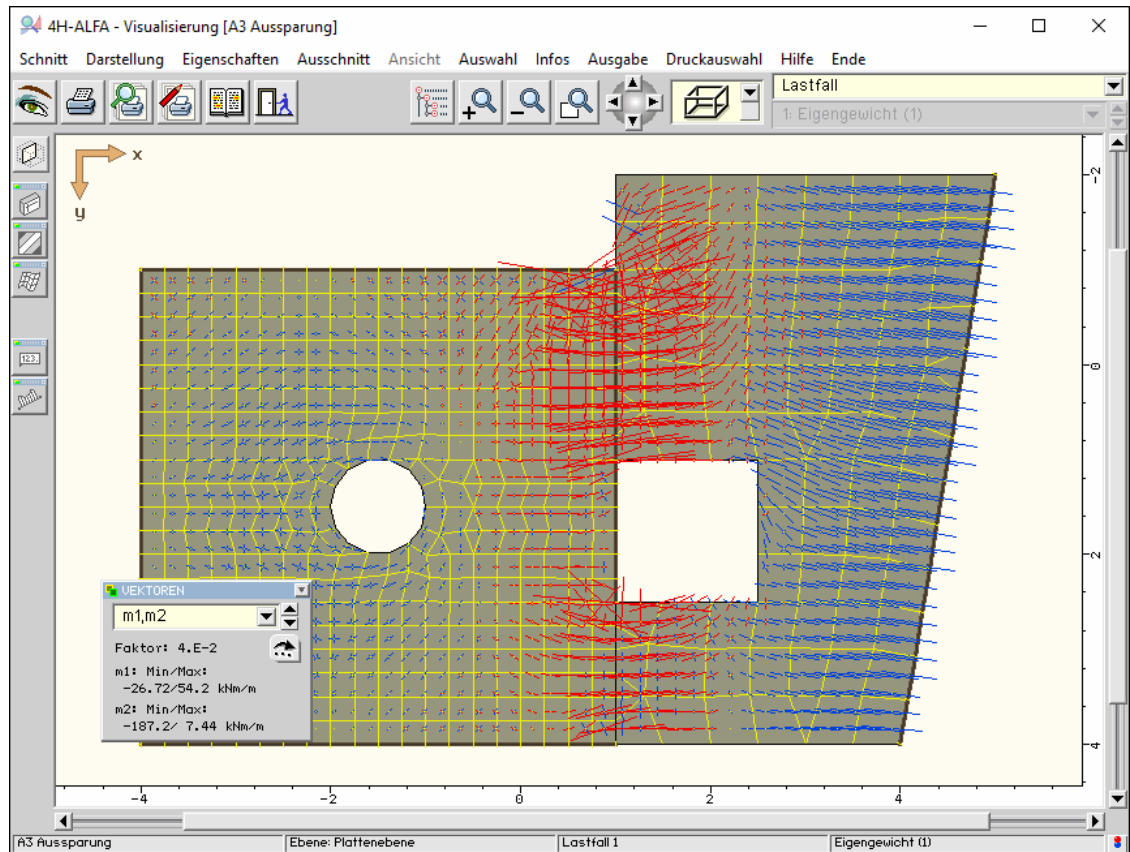 4H-ALFA - Visualisierung [A3 Aussparung]
Schnitt Darstellung Eigenschaften Ausschnitt Ansicht Auswahl Infos Ausgabe Druckauswahl Hilfe Ende
Lastfall
1: Eigengewicht (1)
x
y
-2
0
2
4
123.
VEKTOREN
m1,m2
Faktor: 4.E-2
m1: Min/Max:
-26.72/54.2 kNm/m
m2: Min/Max:
-187.2/ 7.44 kNm/m
-4 -2 0 2 4
A3 Aussparung Ebene: Plattenebene Lastfall 1 Eigengewicht (1)